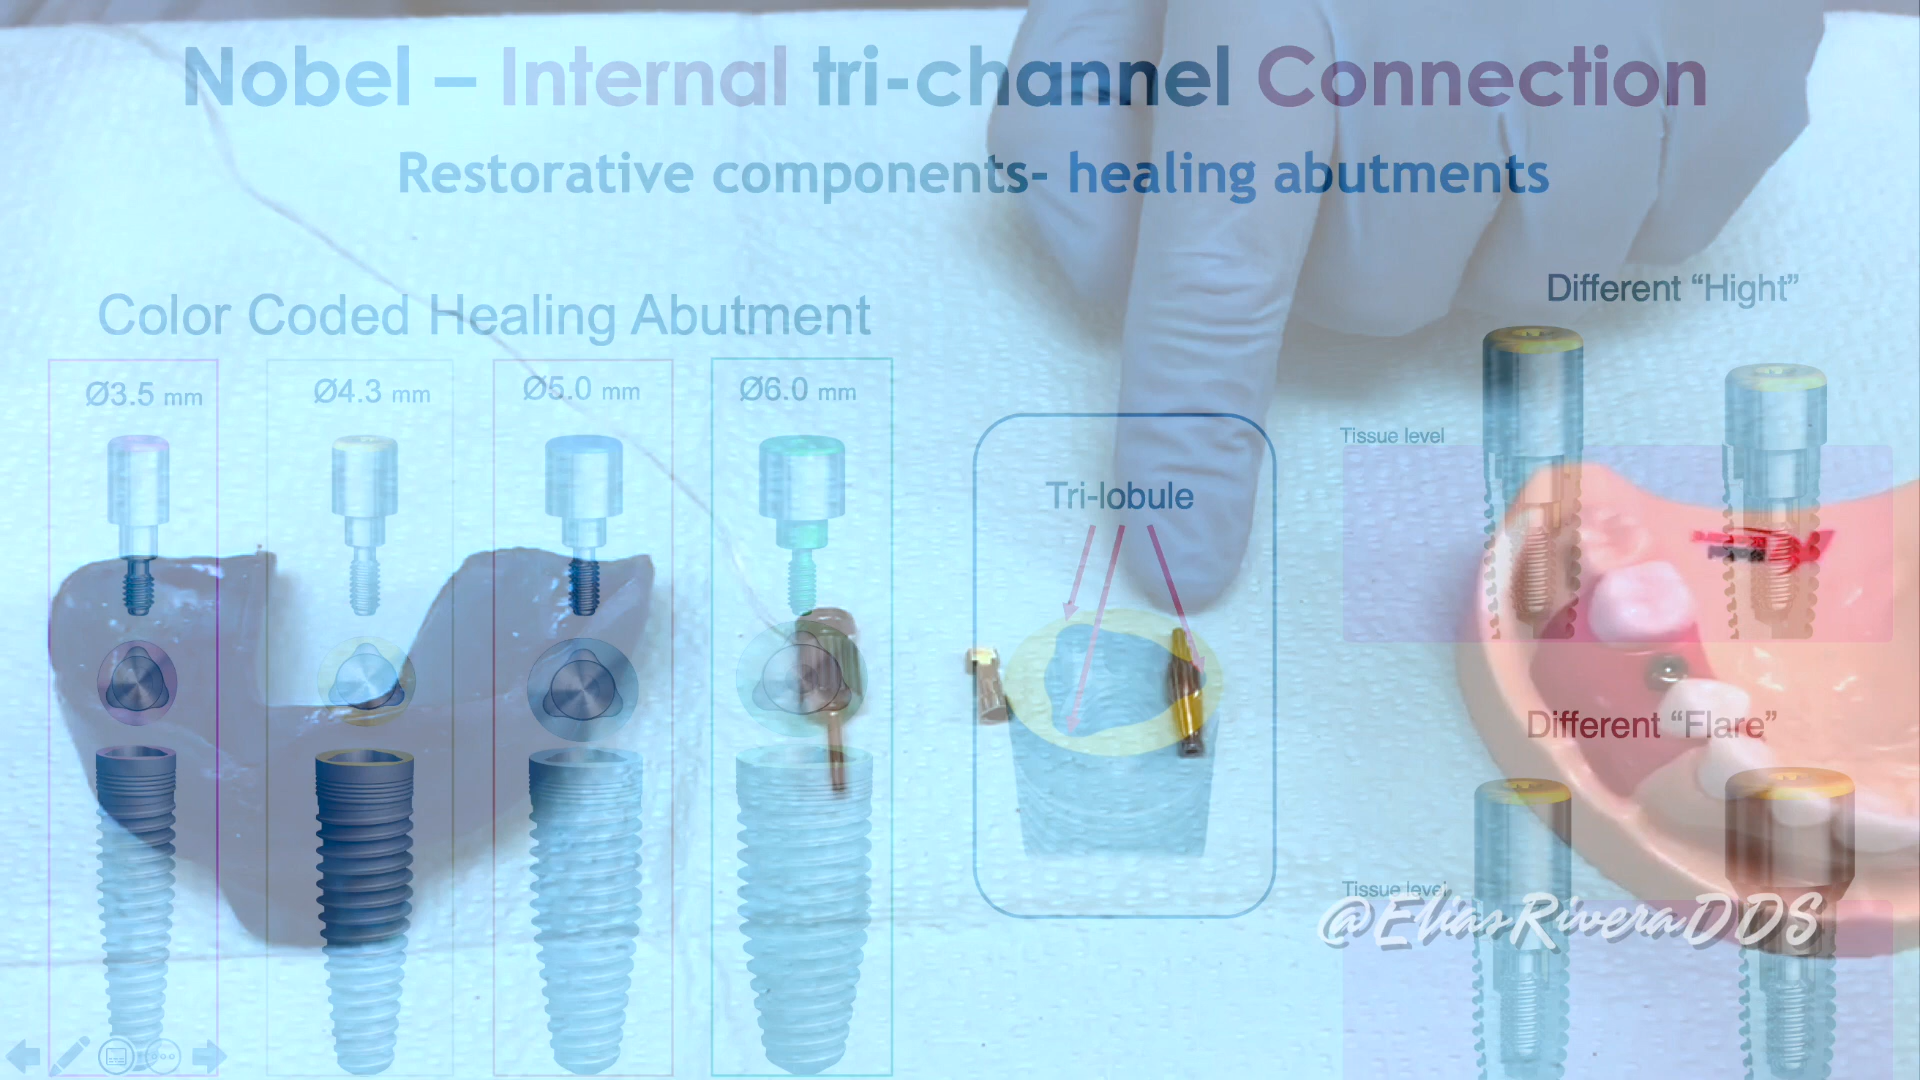 Nobel – Internal tri-channel Connection
Restorative components- healing abutments
Color Coded Healing Abutment
Ø3.5 mm
Ø4.3 mm
Ø5.0 mm
Ø6.0 mm
Tri-lobule
Different “Hight”
Tissue level
Different “Flare”
Tissue level
@EliasRiveraDDS